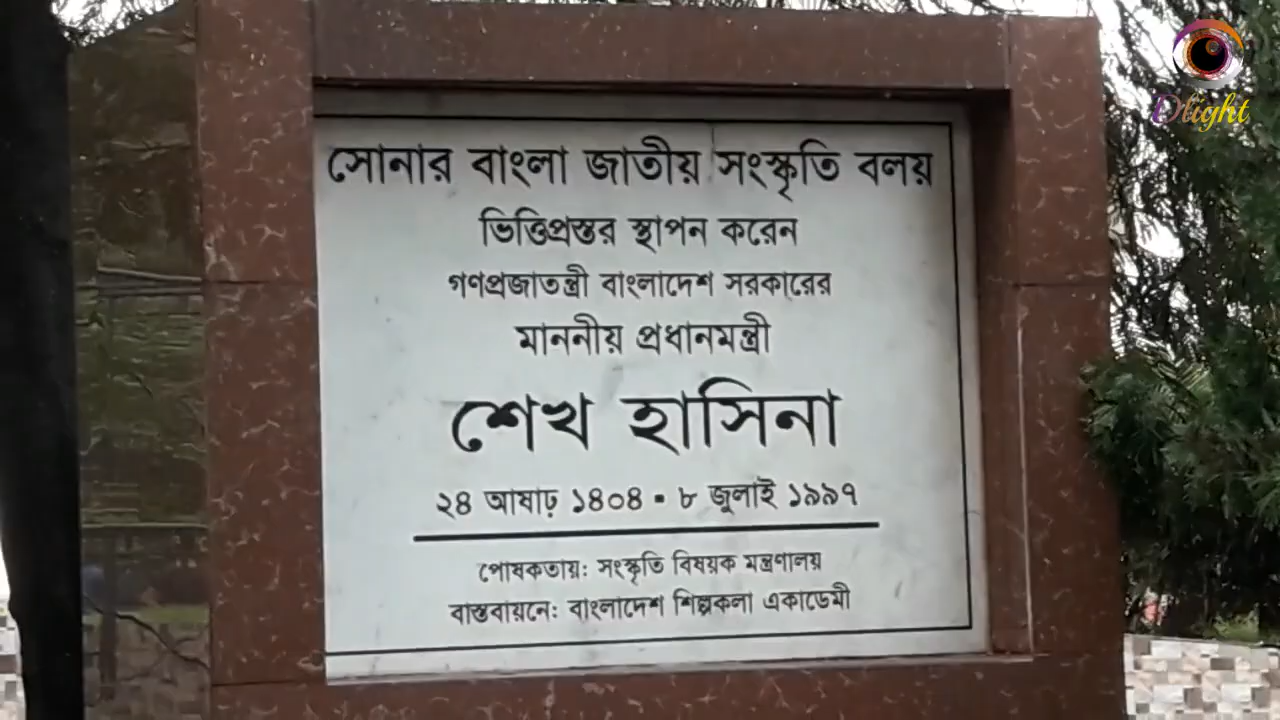 Dlight
সোনার বাংলা জাতীয় সংস্কৃতি বলয়
ভিত্তিপ্রস্তর স্থাপন করেন
গণপ্রজাতন্ত্রী বাংলাদেশ সরকারের
মাননীয় প্রধানমন্ত্রী
শেখ হাসিনা
২৪ আষাঢ় ১৪০৪ ▪ ৮ জুলাই ১৯৯৭
পোষকতায়: সংস্কৃতি বিষয়ক মন্ত্রণালয়
বাস্তবায়নে: বাংলাদেশ শিল্পকলা একাডেমী